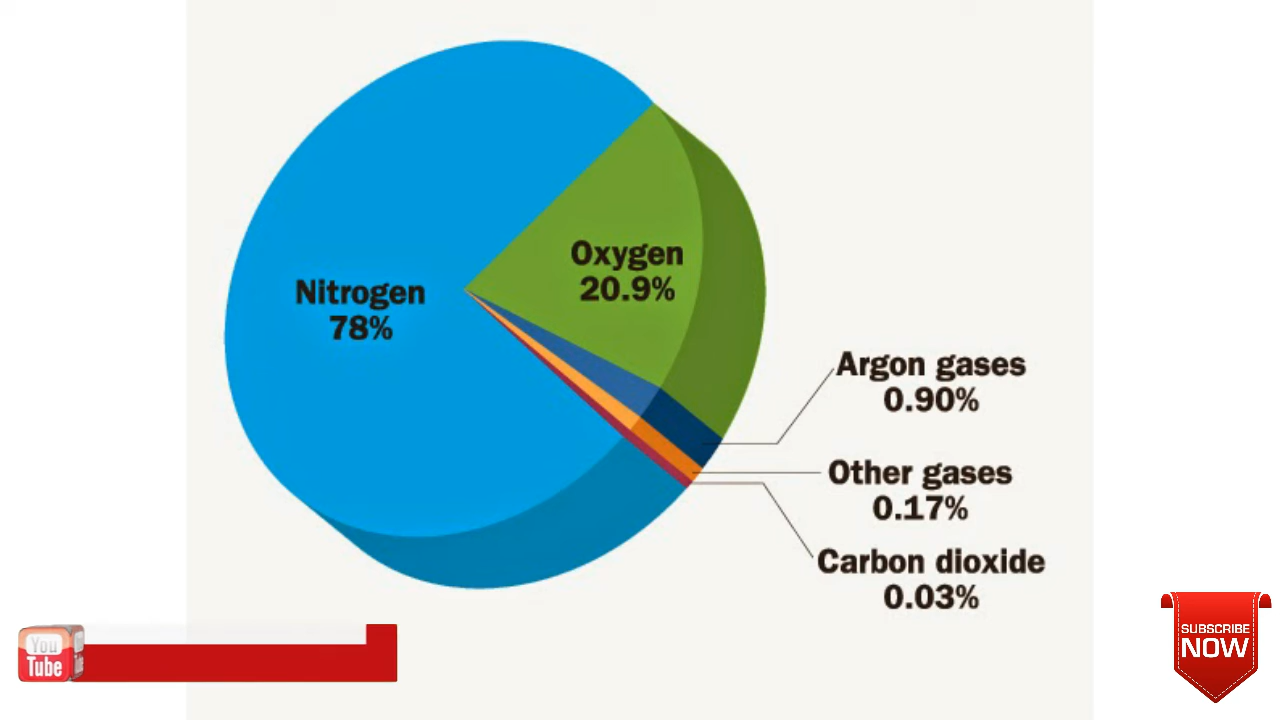 Nitrogen
78%
Oxygen
20.9%
Argon gases
0.90%
Other gases
0.17%
Carbon dioxide
0.03%
You
Tube
SUBSCRIBE
NOW